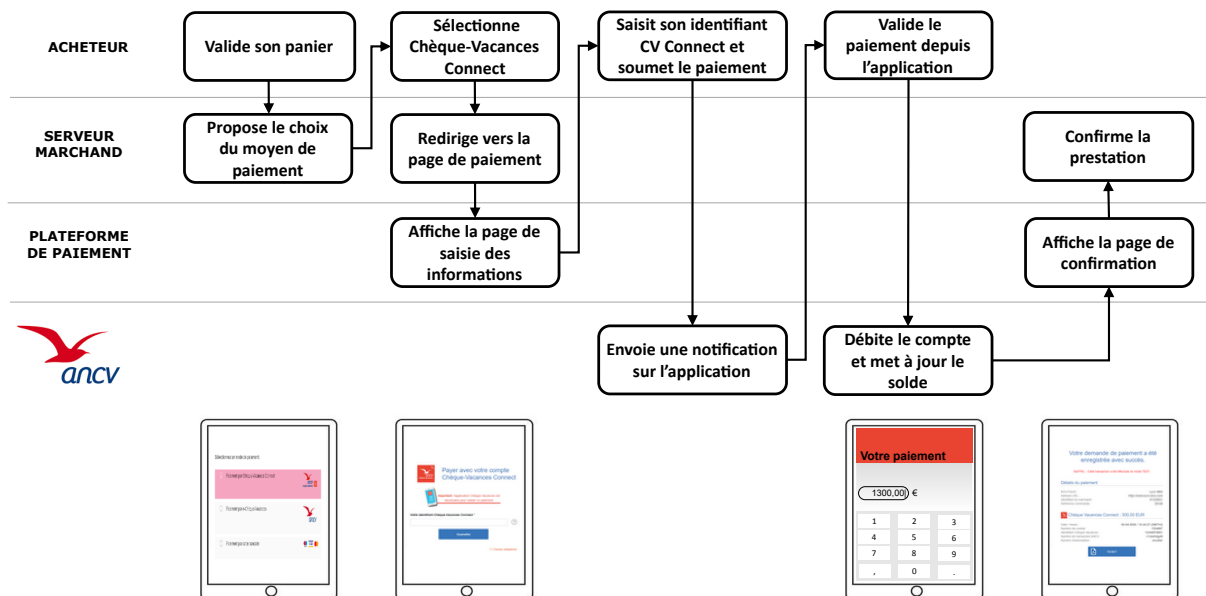 ACHETEUR
Valide son panier
Sélectionne
Chèque-Vacances
Connect
Saisit son identifiant
CV Connect et
soumet le paiement
Valide le
paiement depuis
l'application
SERVEUR
MARCHAND
Propose le choix
du moyen de
paiement
Redirige vers la
page de paiement
Confirme la
prestation
PLATEFORME
DE PAIEMENT
Affiche la page de
saisie des
informations
Affiche la page de
confirmation
ancv
Envoie une notification
sur l'application
Débite le compte
et met à jour le
solde
Payer avec votre compte
Chèque-Vacances Connect
Votre paiement
1300,00 €
1 2 3
4 5 6
7 8 9
, 0 .
Votre demande de paiement a été
enregistrée avec succès.
Détails du paiement